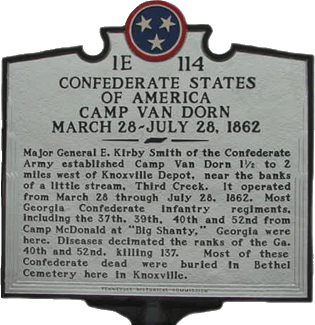 1E 114
CONFEDERATE STATES
OF AMERICA
CAMP VAN DORN
MARCH 28~JULY 28, 1862
Major General E. Kirby Smith of the Confederate
Army established Camp Van Dorn 1½ to 2
miles west of Knoxville Depot, near the banks
of a little stream, Third Creek. It operated
from March 28 through July 28, 1862. Most
Georgia Confederate infantry regiments,
including the 37th, 39th, 40th and 52nd from
Camp McDonald at "Big Shanty," Georgia were
here. Diseases decimated the ranks of the Ga.
40th and 52nd, killing 137. Most of these
Confederate dead were buried in Bethel
Cemetery here in Knoxville.
TENNESSEE HISTORICAL COMMISSION